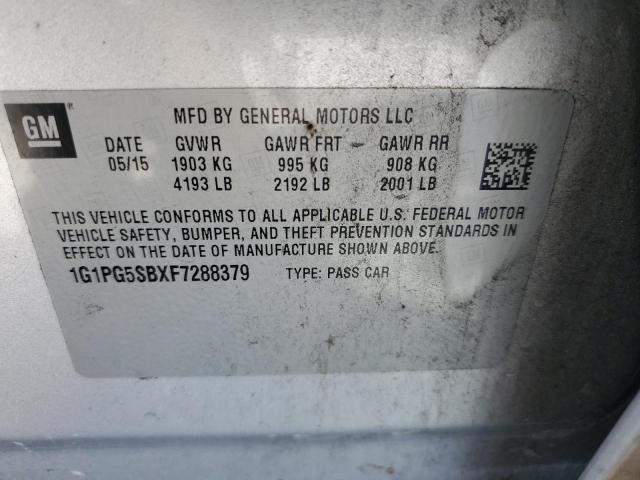 GM
MFD BY GENERAL MOTORS LLC
DATE GVWR GAWR FRT GAWR RR
05/15 1903 KG 995 KG 908 KG
4193 LB 2192 LB 2001 LB
THIS VEHICLE CONFORMS TO ALL APPLICABLE U.S. FEDERAL MOTOR
VEHICLE SAFETY, BUMPER, AND THEFT PREVENTION STANDARDS IN
EFFECT ON THE DATE OF MANUFACTURE SHOWN ABOVE.
1G1PG5SBXF7288379 TYPE: PASS CAR